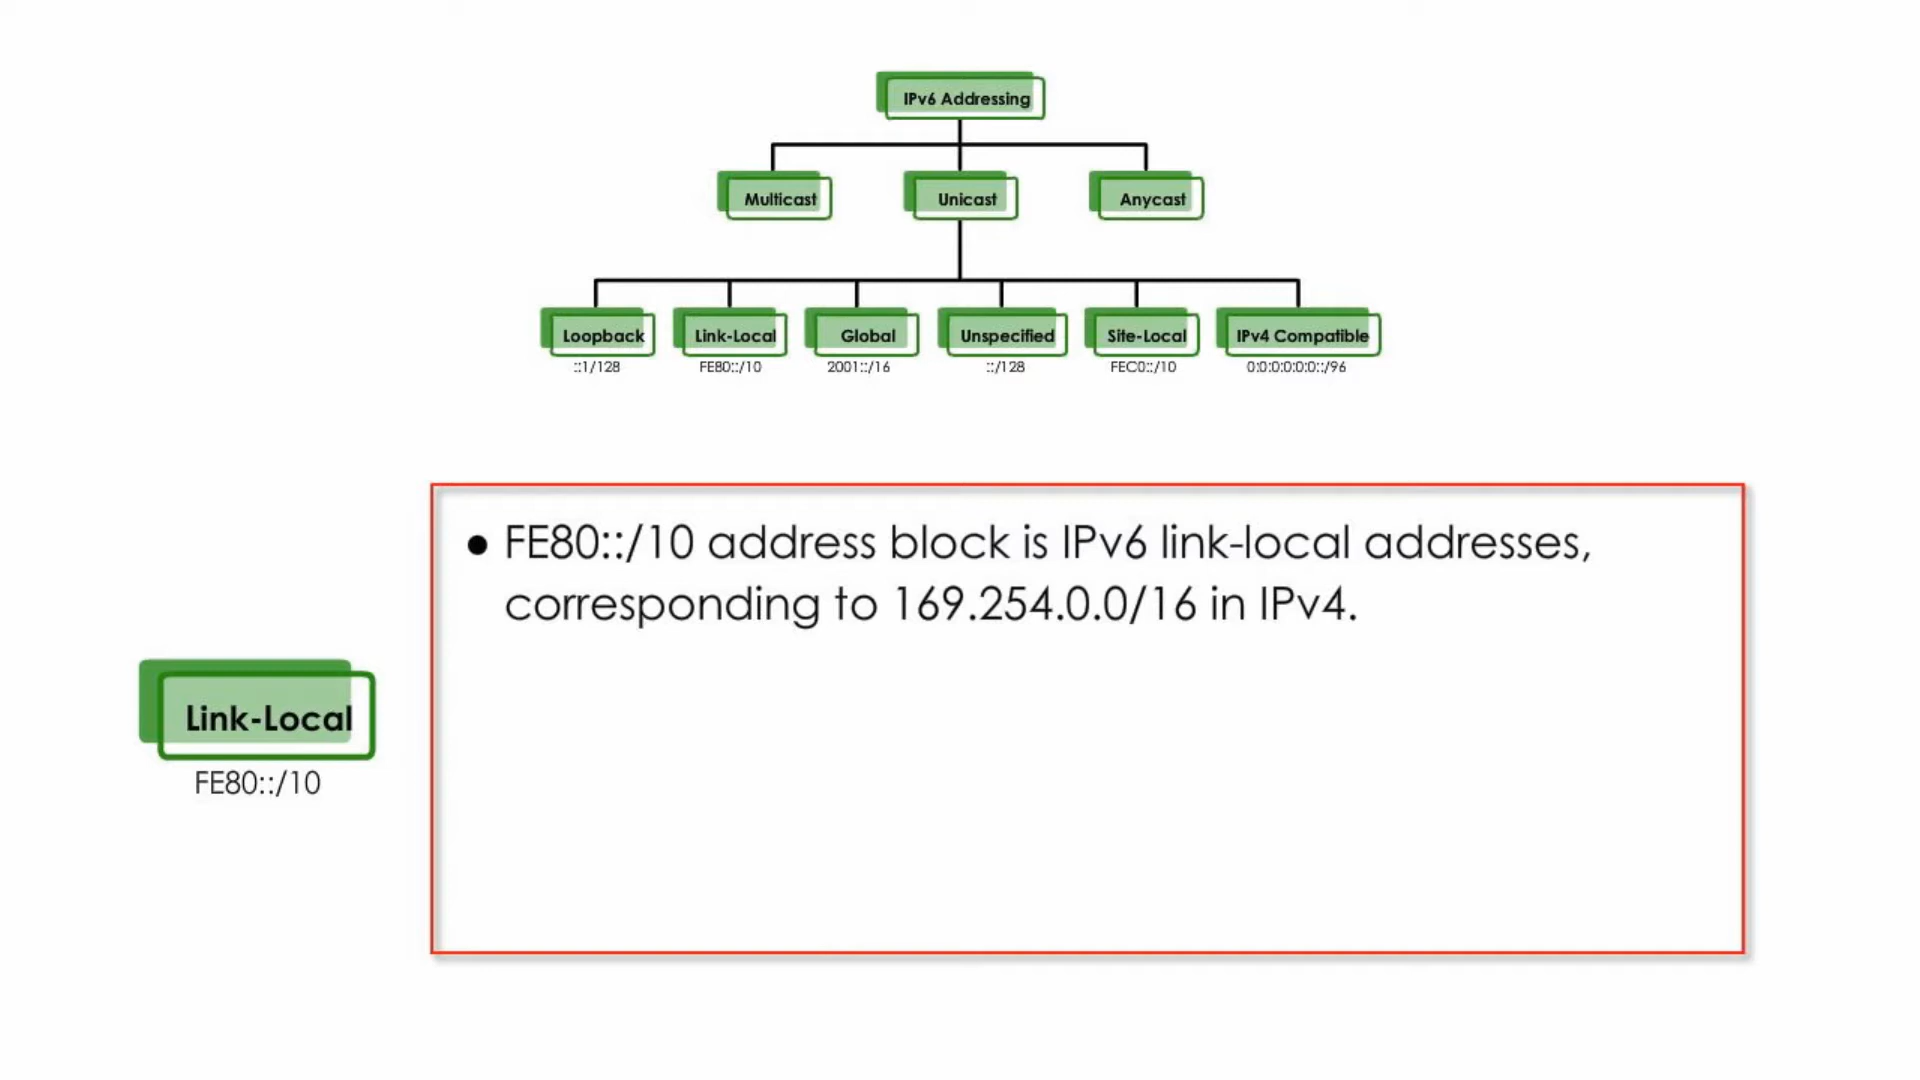 IPv6 Addressing
Multicast Unicast Anycast
Loopback Link-Local Global Unspecified Site-Local IPv4 Compatible
::1/128 FE80::/10 2001::/16 ::/128 FEC0::/10 0:0:0:0:0:0::/96
● FE80::/10 address block is IPv6 link-local addresses,
corresponding to 169.254.0.0/16 in IPv4.
Link-Local
FE80::/10